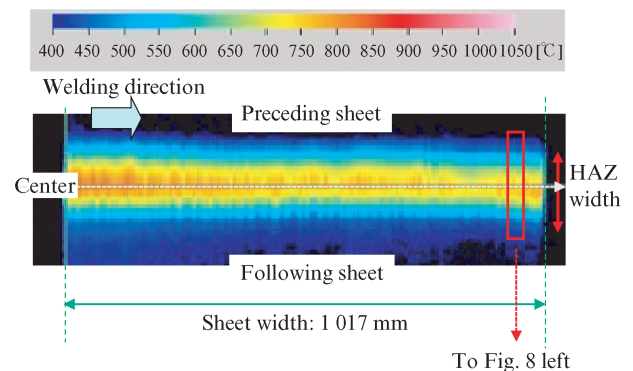 400 450 500 550 600 650 700 750 800 850 900 950 1000 1050 [℃]
Welding direction
Preceding sheet
Center
HAZ
width
Following sheet
Sheet width: 1 017 mm
To Fig. 8 left